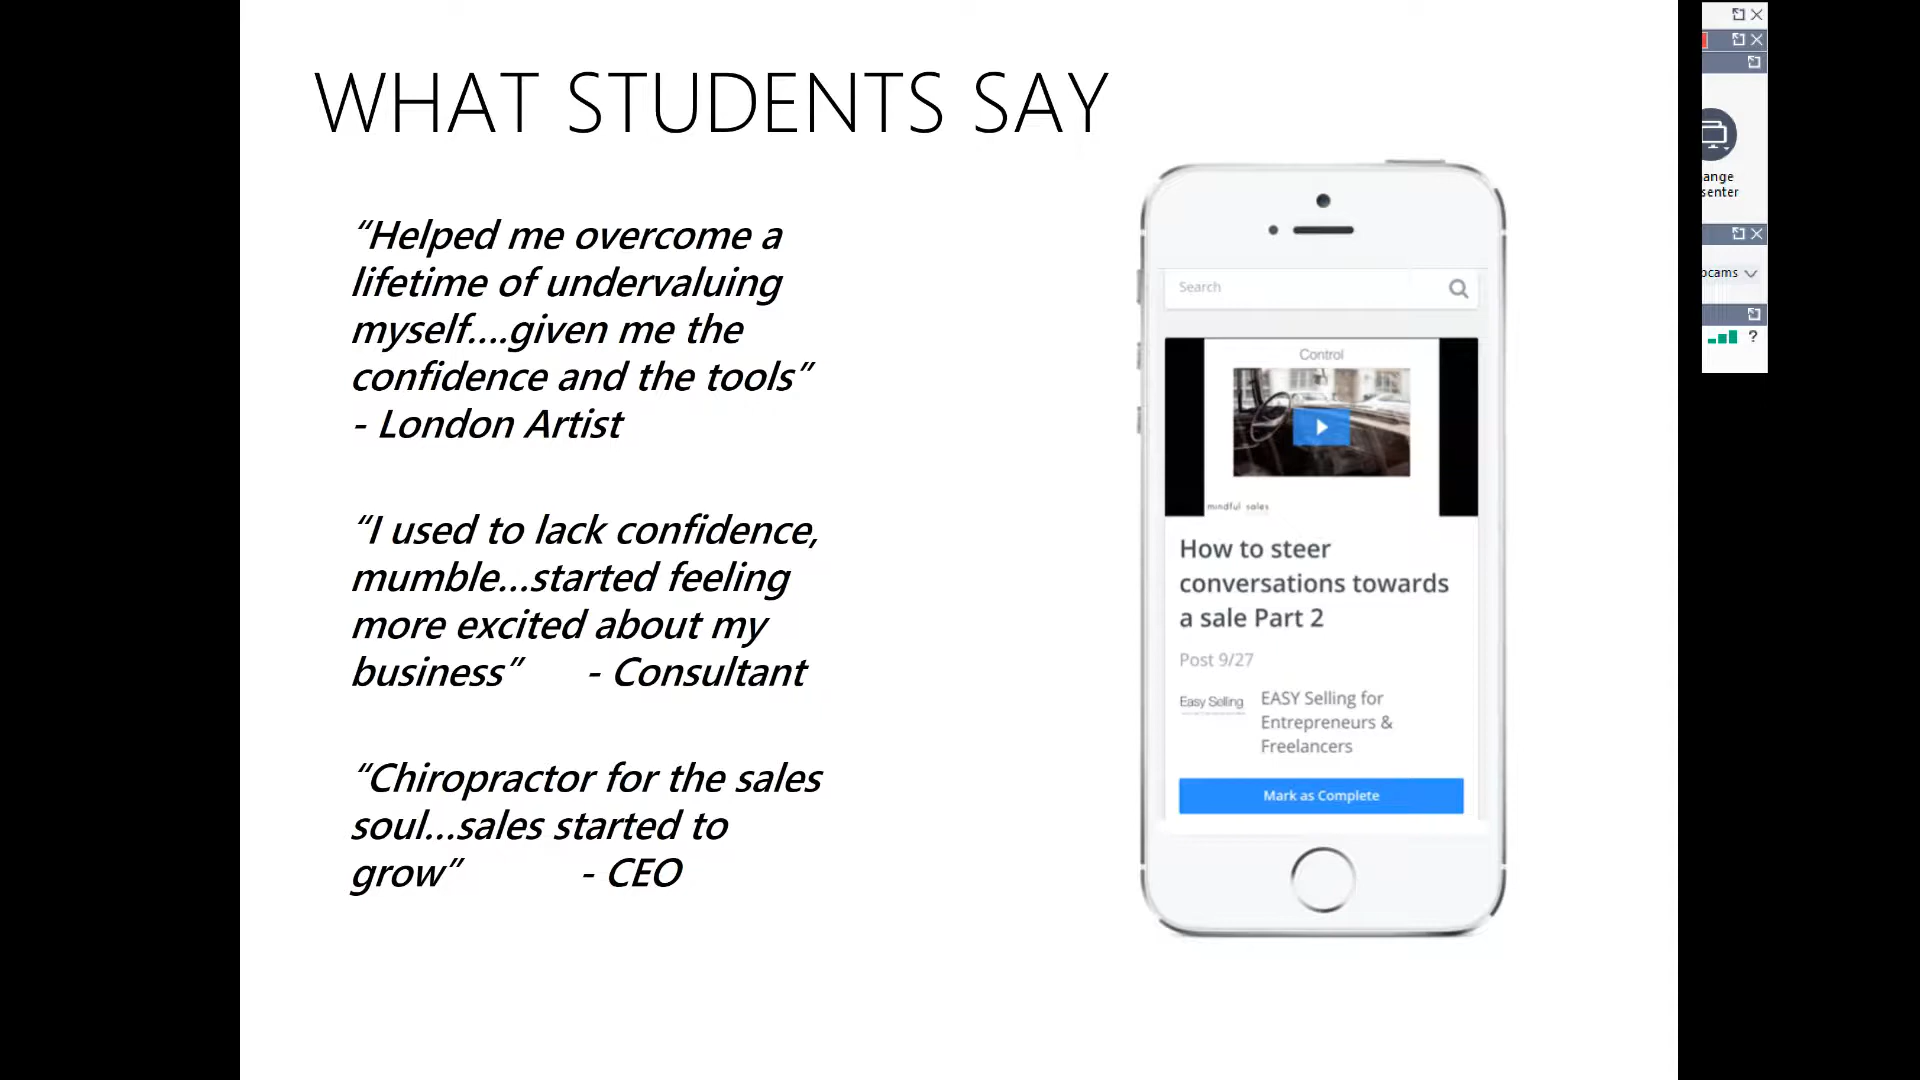 WHAT STUDENTS SAY
“Helped me overcome a
lifetime of undervaluing
myself....given me the
confidence and the tools”
- London Artist
“I used to lack confidence,
mumble...started feeling
more excited about my
business” - Consultant
“Chiropractor for the sales
soul...sales started to
grow” - CEO
Search
Control
mindful sales
How to steer
conversations towards
a sale Part 2
Post 9/27
Easy Selling
EASY Selling for
Entrepreneurs &
Freelancers
Mark as Complete
ange
senter
ocams
?